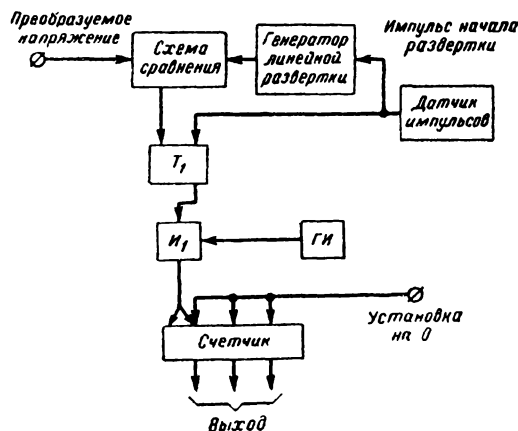 Преобразуемое
напряжение
Схема
сравнения
Генератор
линейной
развертки
Импульс начала
развертки
Датчик
импульсов
Т1
И1
ГИ
Установка
на 0
Счетчик
Выход